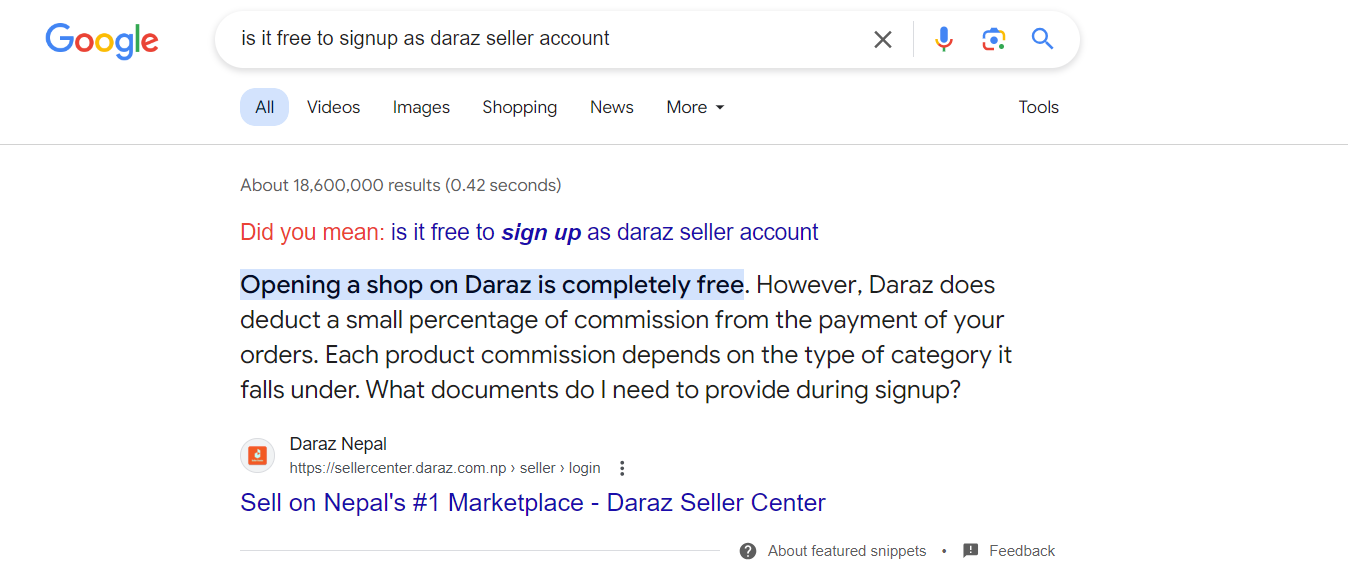 Google
is it free to signup as daraz seller account
All Videos Images Shopping News More Tools
About 18,600,000 results (0.42 seconds)
Did you mean: is it free to sign up as daraz seller account
Opening a shop on Daraz is completely free. However, Daraz does
deduct a small percentage of commission from the payment of your
orders. Each product commission depends on the type of category it
falls under. What documents do I need to provide during signup?
Daraz Nepal
https://sellercenter.daraz.com.np › seller › login
Sell on Nepal's #1 Marketplace - Daraz Seller Center
About featured snippets • Feedback